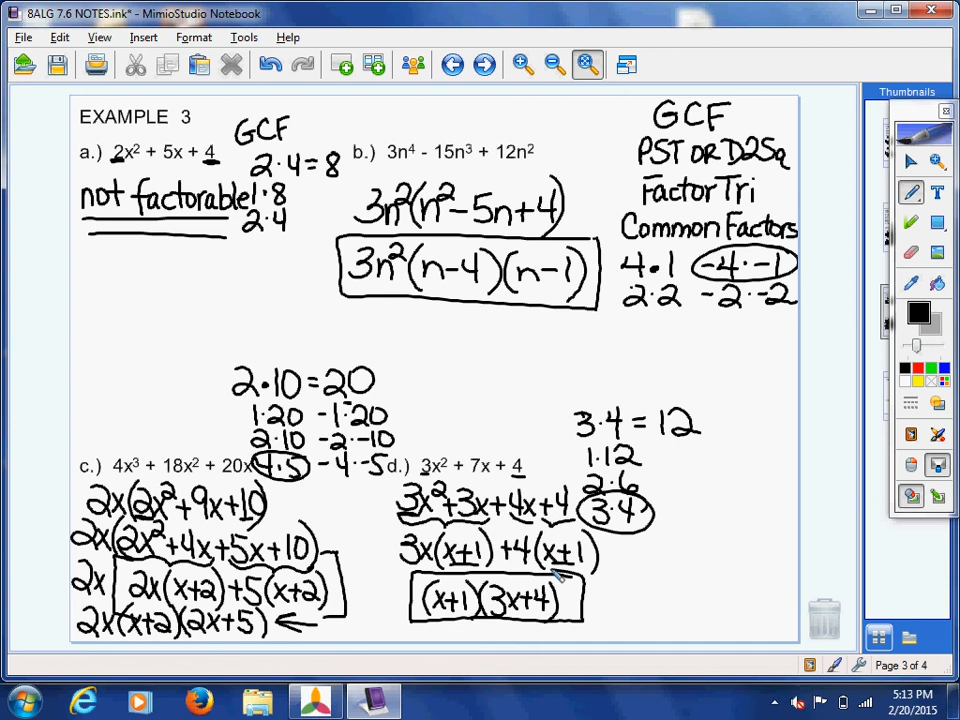 8ALG 7.6 NOTES.ink* - MimioStudio Notebook
File Edit View Insert Format Tools Help
Thumbnails
EXAMPLE 3
GCF
a.) 2x² + 5x + 4
2·4=8
not factorable
1·8
2·4
b.) 3n⁴ - 15n³ + 12n²
3n²(n²-5n+4)
3n²(n-4)(n-1)
GCF
PST OR D2Sq
Factor Tri
Common Factors
4·1 -4·-1
2·2 -2·-2
2·10=20
1·20 -1·-20
2·10 -2·-10
4·5 -4·-5
c.) 4x³ + 18x² + 20x
2x(2x²+9x+10)
2x(2x²+4x+5x+10)
2x 2x(x+2)+5(x+2)
2x(x+2)(2x+5)
3·4=12
1·12
2·6
3·4
d.) 3x² + 7x + 4
3x²+3x+4x+4
3x(x+1)+4(x+1)
(x+1)(3x+4)
T
Page 3 of 4
5:13 PM
2/20/2015